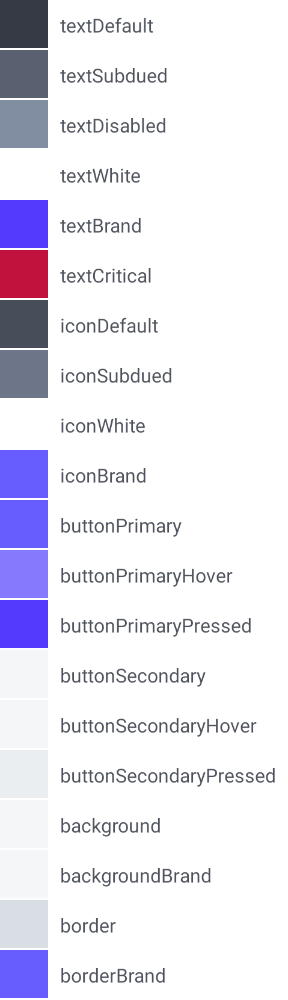 textDefault
textSubdued
textDisabled
textWhite
textBrand
textCritical
iconDefault
iconSubdued
iconWhite
iconBrand
buttonPrimary
buttonPrimaryHover
buttonPrimaryPressed
buttonSecondary
buttonSecondaryHover
buttonSecondaryPressed
background
backgroundBrand
border
borderBrand